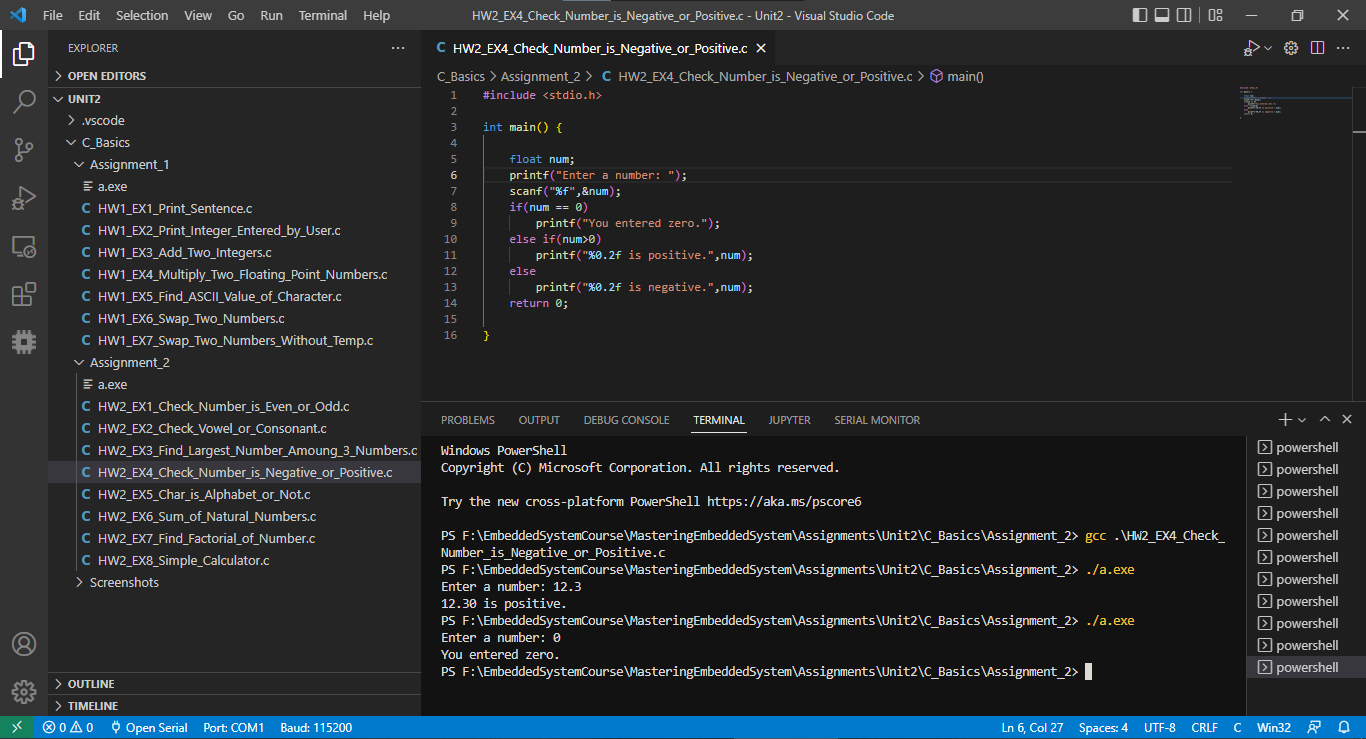 File Edit Selection View Go Run Terminal Help HW2_EX4_Check_Number_is_Negative_or_Positive.c - Unit2 - Visual Studio Code
EXPLORER
OPEN EDITORS
UNIT2
.vscode
C_Basics
Assignment_1
a.exe
C HW1_EX1_Print_Sentence.c
C HW1_EX2_Print_Integer_Entered_by_User.c
C HW1_EX3_Add_Two_Integers.c
C HW1_EX4_Multiply_Two_Floating_Point_Numbers.c
C HW1_EX5_Find_ASCII_Value_of_Character.c
C HW1_EX6_Swap_Two_Numbers.c
C HW1_EX7_Swap_Two_Numbers_Without_Temp.c
Assignment_2
a.exe
C HW2_EX1_Check_Number_is_Even_or_Odd.c
C HW2_EX2_Check_Vowel_or_Consonant.c
C HW2_EX3_Find_Largest_Number_Amoung_3_Numbers.c
C HW2_EX4_Check_Number_is_Negative_or_Positive.c
C HW2_EX5_Char_is_Alphabet_or_Not.c
C HW2_EX6_Sum_of_Natural_Numbers.c
C HW2_EX7_Find_Factorial_of_Number.c
C HW2_EX8_Simple_Calculator.c
Screenshots
OUTLINE
TIMELINE
C HW2_EX4_Check_Number_is_Negative_or_Positive.c
C_Basics > Assignment_2 > C HW2_EX4_Check_Number_is_Negative_or_Positive.c > main()
1 #include <stdio.h>
2
3 int main() {
4
5 float num;
6 printf("Enter a number: ");
7 scanf("%f",&num);
8 if(num == 0)
9 printf("You entered zero.");
10 else if(num>0)
11 printf("%0.2f is positive.",num);
12 else
13 printf("%0.2f is negative.",num);
14 return 0;
15
16 }
PROBLEMS OUTPUT DEBUG CONSOLE TERMINAL JUPYTER SERIAL MONITOR
Windows PowerShell
Copyright (C) Microsoft Corporation. All rights reserved.
Try the new cross-platform PowerShell https://aka.ms/pscore6
PS F:\EmbeddedSystemCourse\MasteringEmbeddedSystem\Assignments\Unit2\C_Basics\Assignment_2> gcc .\HW2_EX4_Check_
Number_is_Negative_or_Positive.c
PS F:\EmbeddedSystemCourse\MasteringEmbeddedSystem\Assignments\Unit2\C_Basics\Assignment_2> ./a.exe
Enter a number: 12.3
12.30 is positive.
PS F:\EmbeddedSystemCourse\MasteringEmbeddedSystem\Assignments\Unit2\C_Basics\Assignment_2> ./a.exe
Enter a number: 0
You entered zero.
PS F:\EmbeddedSystemCourse\MasteringEmbeddedSystem\Assignments\Unit2\C_Basics\Assignment_2>
powershell
powershell
powershell
powershell
powershell
powershell
powershell
powershell
powershell
powershell
powershell
0 0 Open Serial Port: COM1 Baud: 115200 Ln 6, Col 27 Spaces: 4 UTF-8 CRLF C Win32